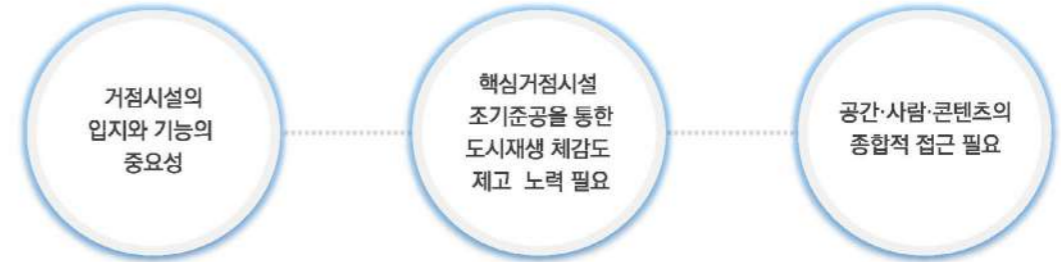 거점시설의
입지와 기능의
중요성
핵심거점시설
조기준공을 통한
도시재생 체감도
제고 노력 필요
공간·사람·콘텐츠의
종합적 접근 필요